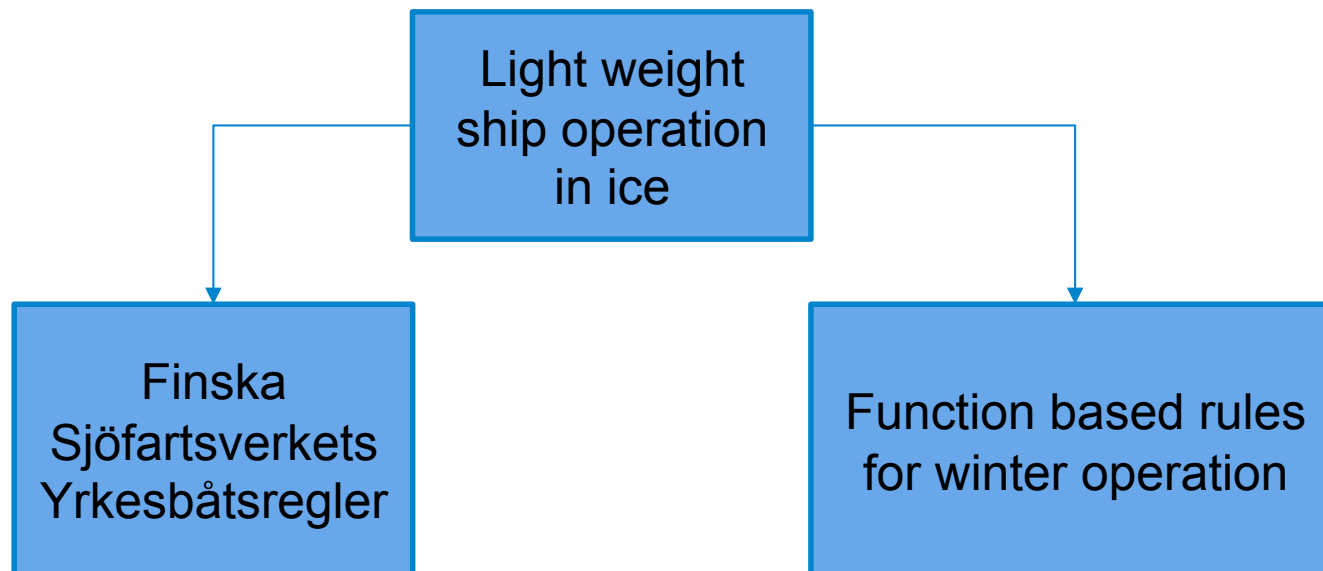 Light weight
ship operation
in ice
Finska
Sjöfartsverkets
Yrkesbåtsregler
Function based rules
for winter operation